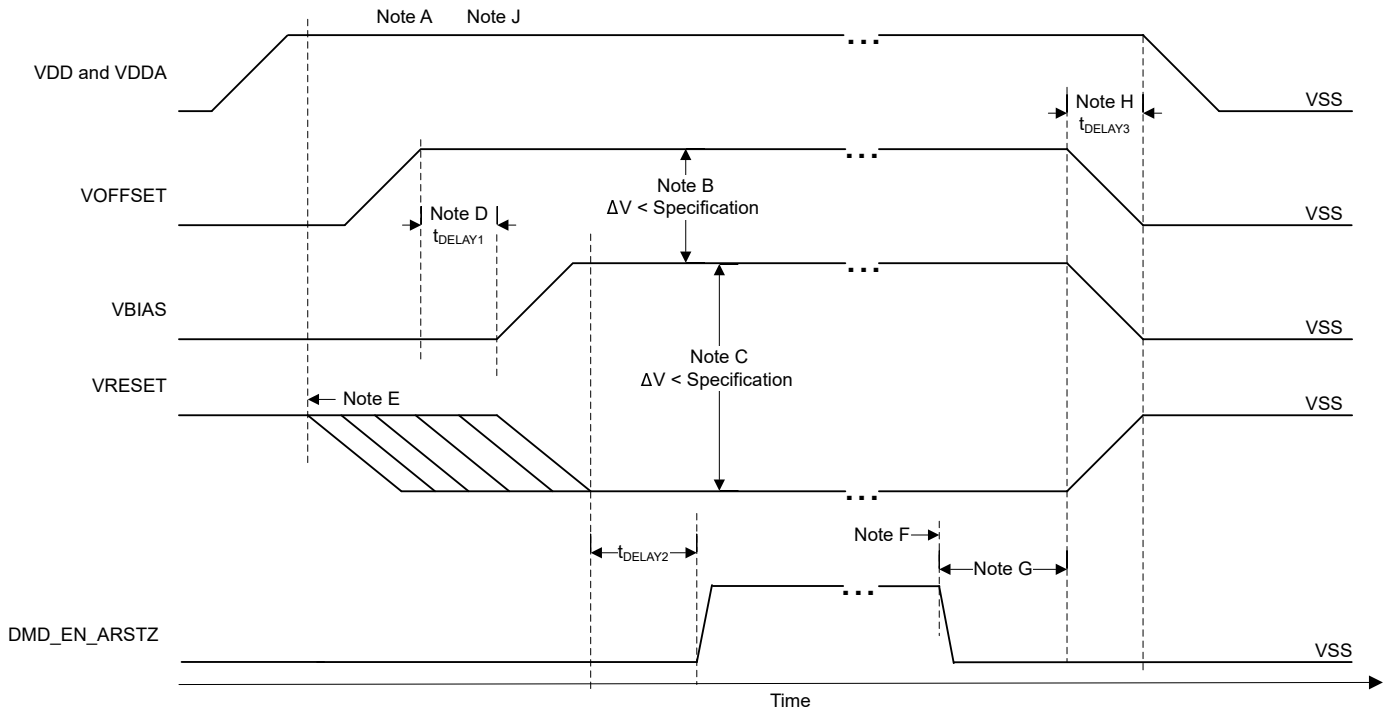 Note A Note J
...
VDD and VDDA
Note H
VSS
tDELAY3
...
Note B
VOFFSET
ΔV < Specification
Note D
VSS
tDELAY1
...
VBIAS
VSS
Note C
ΔV < Specification
VRESET
Note E
VSS
...
Note F
tDELAY2
Note G
...
DMD_EN_ARSTZ
VSS
Time